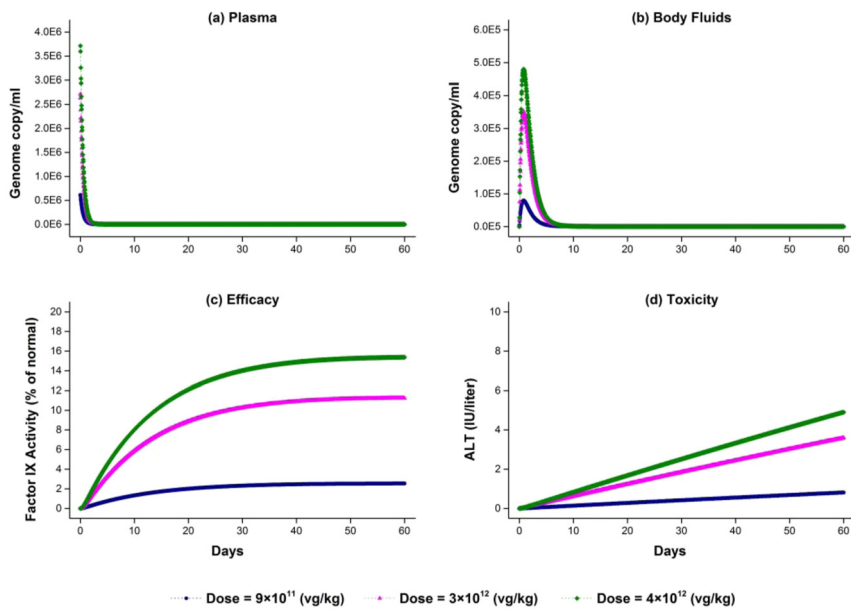 (a) Plasma
4.0E6
3.5E6
3.0E6
2.5E6
2.0E6
1.5E6
1.0E6
0.5E6
0.0E6
Genome copy/ml
0 10 20 30 40 50 60
(b) Body Fluids
6.0E5
5.0E5
4.0E5
3.0E5
2.0E5
1.0E5
0.0E5
Genome copy/ml
0 10 20 30 40 50 60
(c) Efficacy
20
18
16
14
12
10
8
6
4
2
0
Factor IX Activity (% of normal)
0 10 20 30 40 50 60
Days
(d) Toxicity
10
8
6
4
2
0
ALT (IU/liter)
0 10 20 30 40 50 60
Days
Dose = 9×10¹¹ (vg/kg) Dose = 3×10¹² (vg/kg) Dose = 4×10¹² (vg/kg)